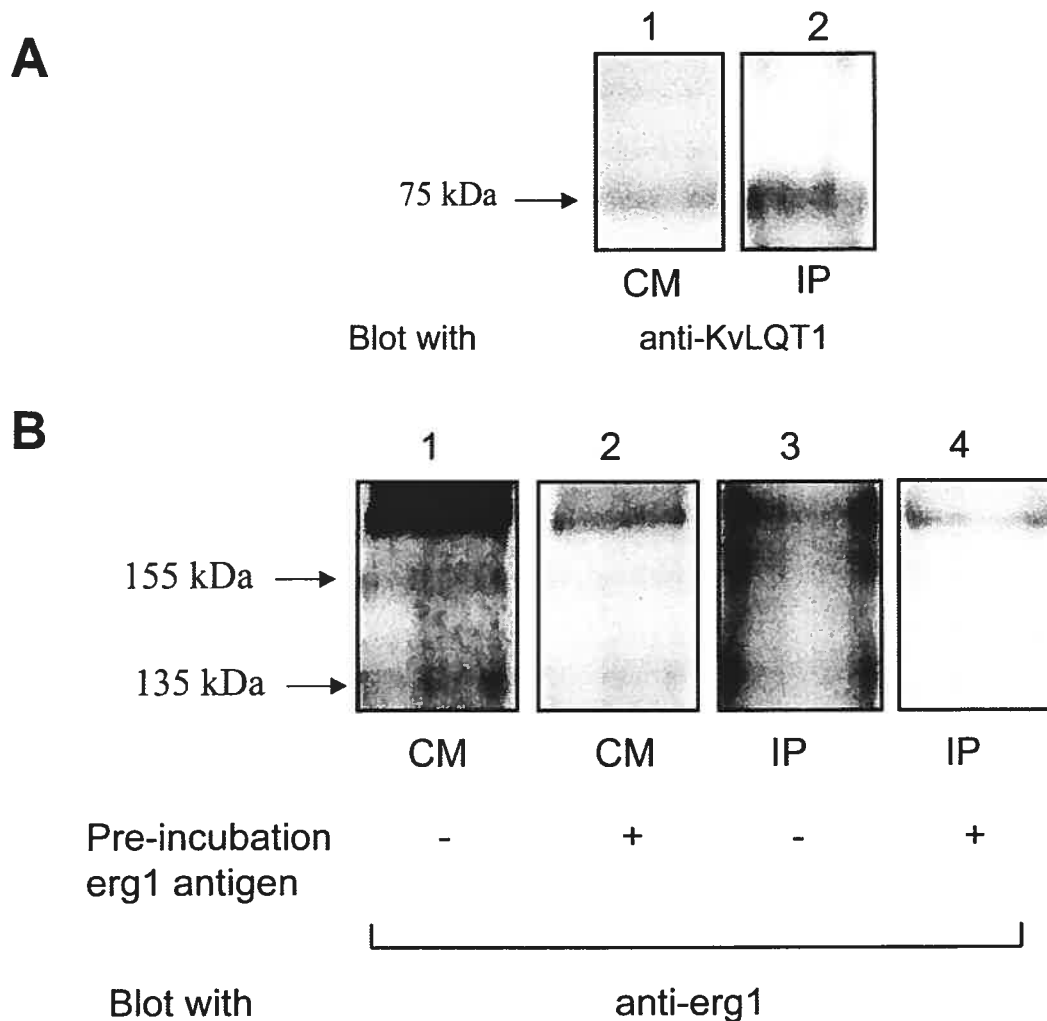 A
1 2
75 kDa
CM IP
Blot with anti-KvLQT1
B
1 2 3 4
155 kDa
135 kDa
CM CM IP IP
Pre-incubation - + - +
erg1 antigen
Blot with anti-erg1